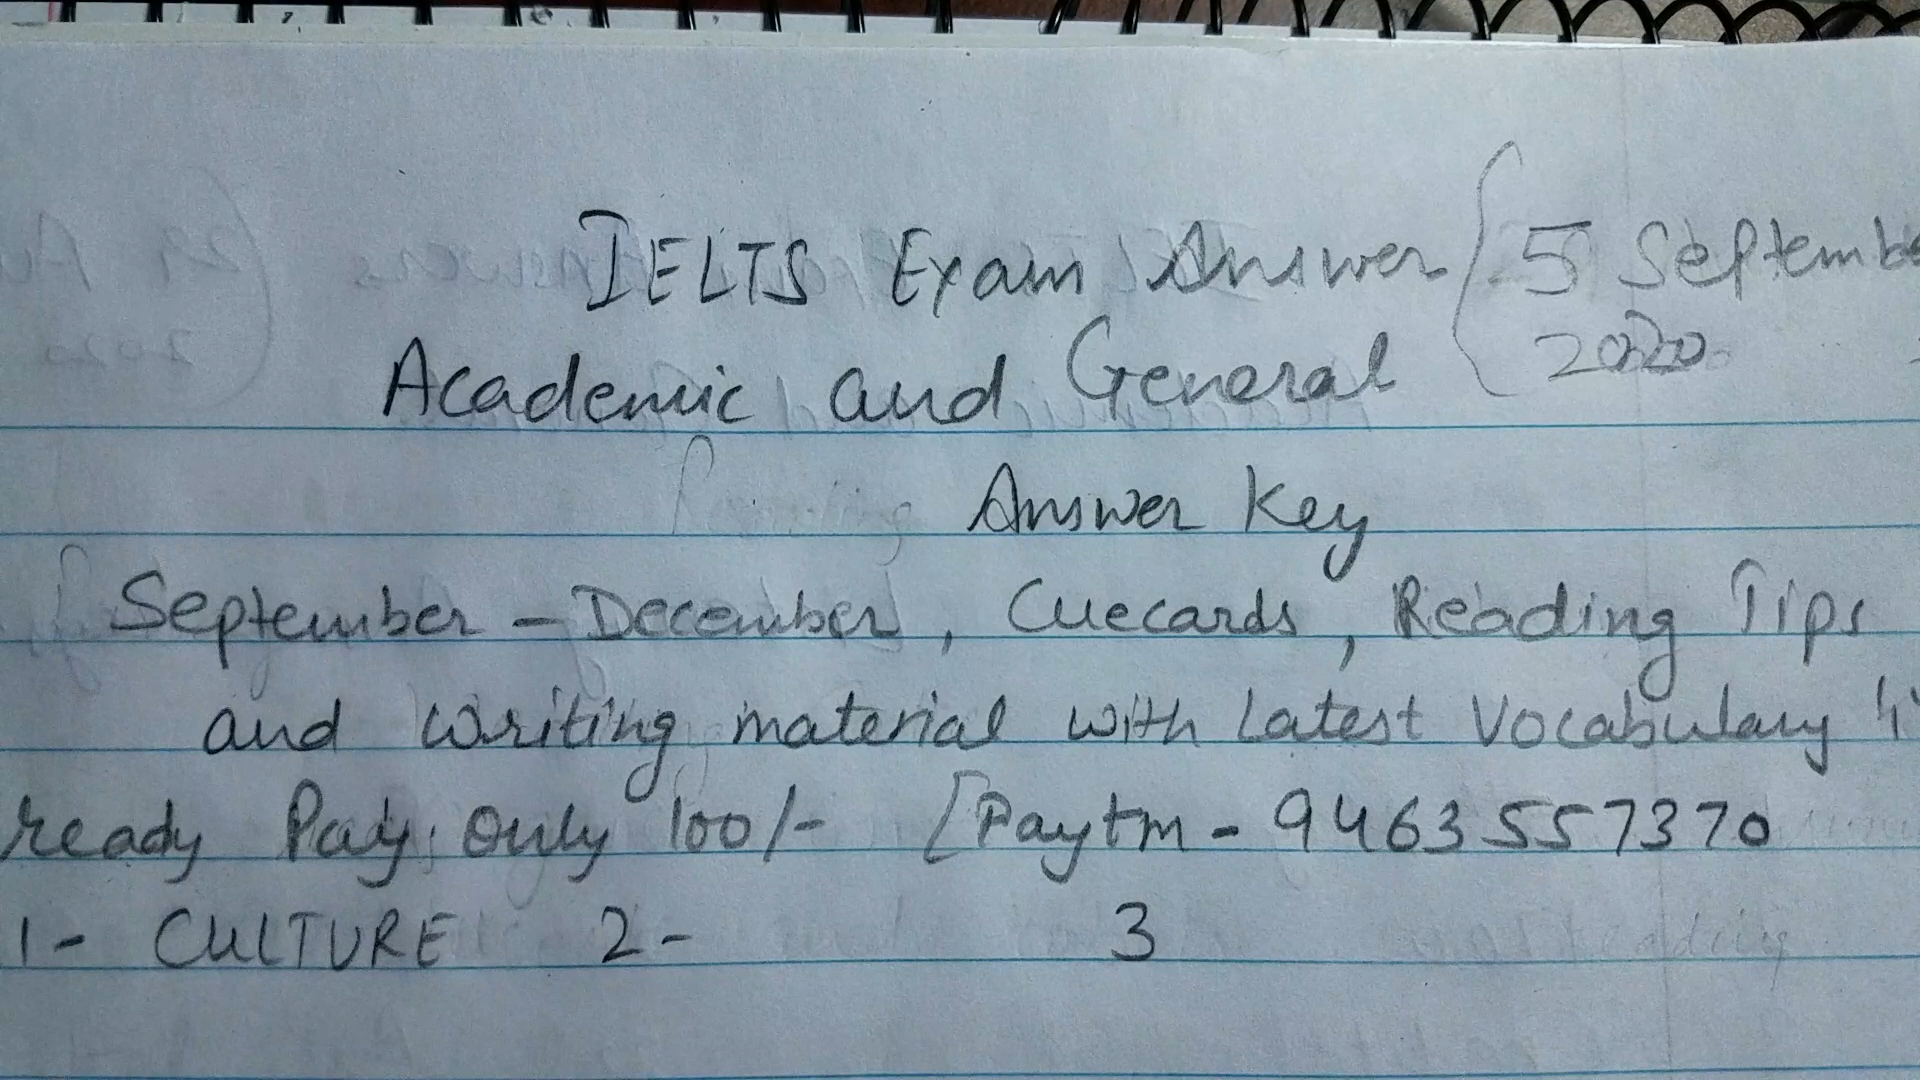 IELTS Exam Answer { 5 Septembe
2020
Academic and General
Answer Key
September - December, Cuecards, Reading Tips
and writing material with Latest Vocabulary
ready Pay only 100/- [Paytm - 9463557370
1- CULTURE 2- 3